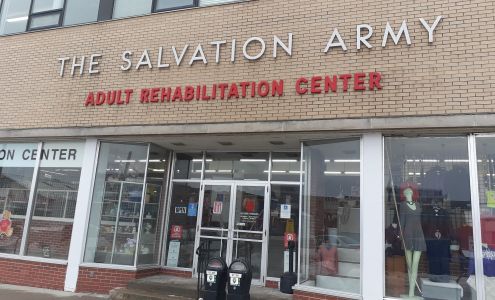 THE SALVATION ARMY
ADULT REHABILITATION CENTER
ON CENTER